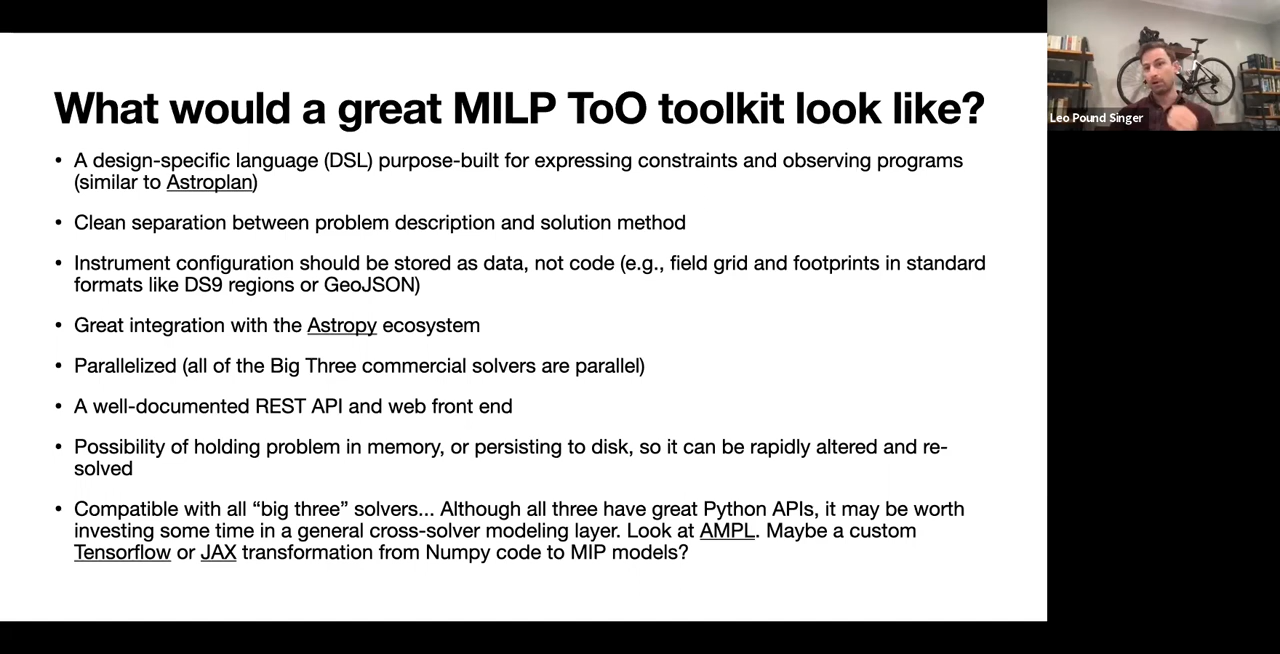 What would a great MILP ToO toolkit look like?
• A design-specific language (DSL) purpose-built for expressing constraints and observing programs
(similar to Astroplan)
• Clean separation between problem description and solution method
• Instrument configuration should be stored as data, not code (e.g., field grid and footprints in standard
formats like DS9 regions or GeoJSON)
• Great integration with the Astropy ecosystem
• Parallelized (all of the Big Three commercial solvers are parallel)
• A well-documented REST API and web front end
• Possibility of holding problem in memory, or persisting to disk, so it can be rapidly altered and re-
solved
• Compatible with all “big three” solvers... Although all three have great Python APIs, it may be worth
investing some time in a general cross-solver modeling layer. Look at AMPL. Maybe a custom
Tensorflow or JAX transformation from Numpy code to MIP models?
Leo Pound Singer